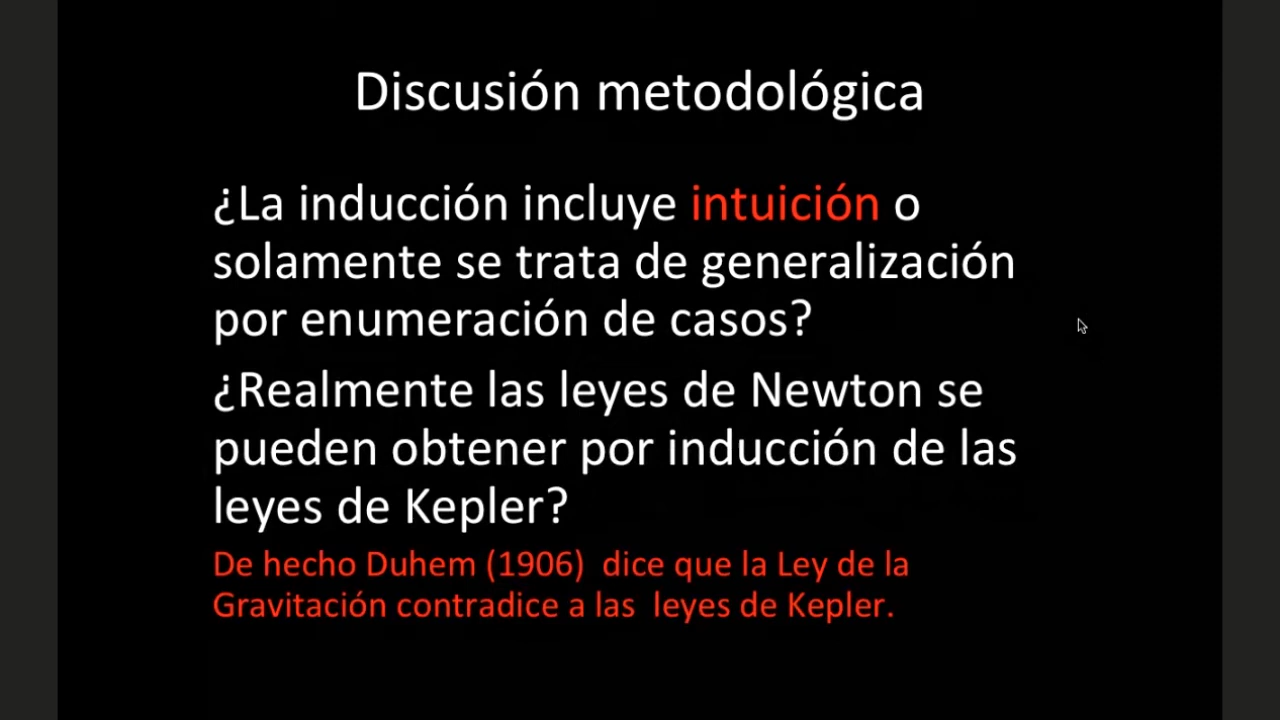 Discusión metodológica
¿La inducción incluye intuición o
solamente se trata de generalización
por enumeración de casos?
¿Realmente las leyes de Newton se
pueden obtener por inducción de las
leyes de Kepler?
De hecho Duhem (1906)  dice que la Ley de la
Gravitación contradice a las  leyes de Kepler.